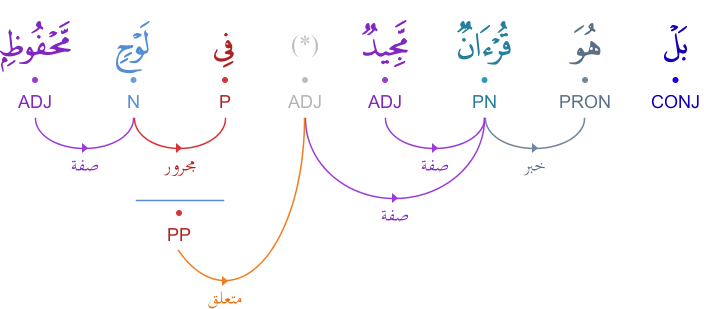 بَلْ هُوَ قُرْءَانٌ مَّجِيدٌ (*) فِى لَوْحٍ مَّحْفُوظٍۭ
CONJ PRON PN ADJ ADJ P N ADJ
خبر صفة مجرور صفة
صفة
PP
متعلق